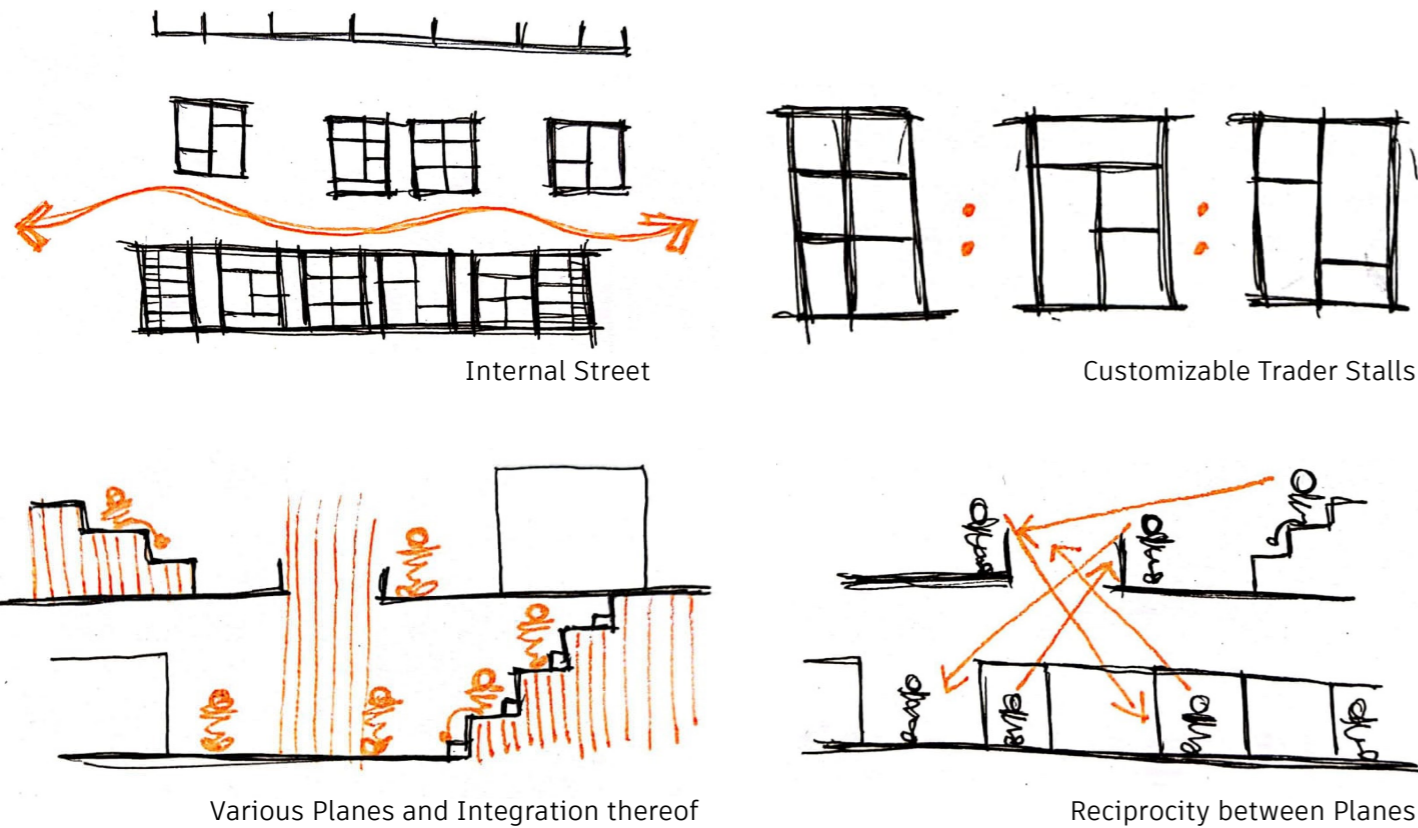 Internal Street
Customizable Trader Stalls
Various Planes and Integration thereof
Reciprocity between Planes